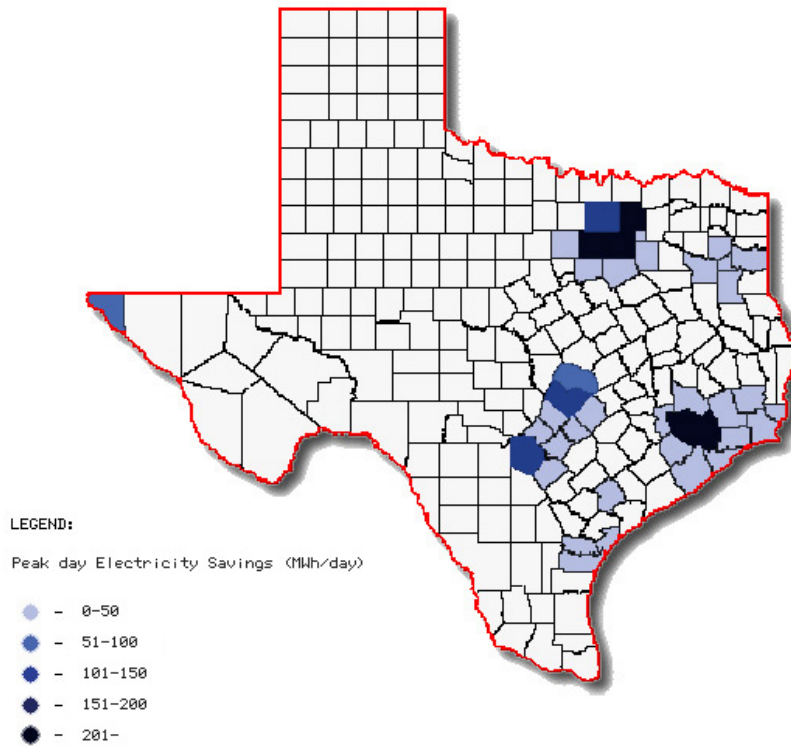 LEGEND:
Peak day Electricity Savings (MWh/day)
- 0-50
- 51-100
- 101-150
- 151-200
- 201-